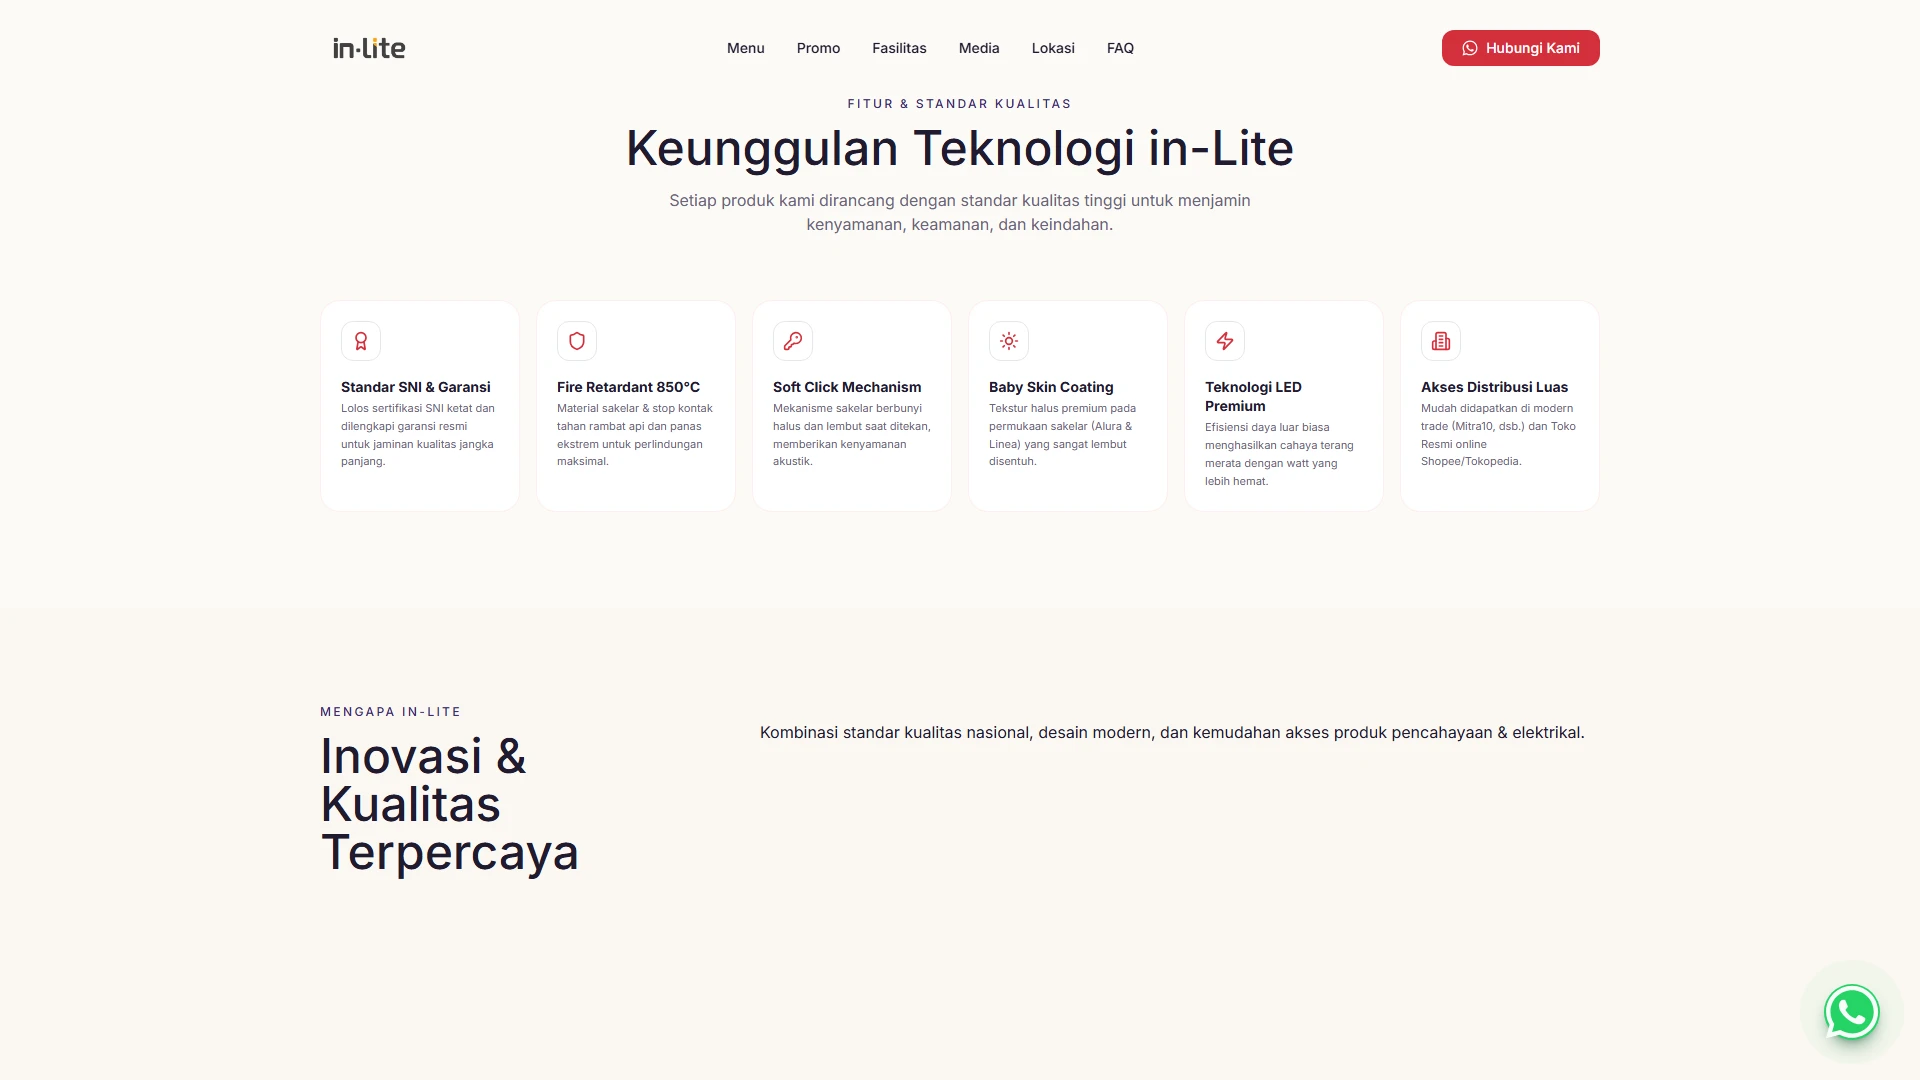 in·lite
Menu
Promo
Fasilitas
Media
Lokasi
FAQ
Hubungi Kami
FITUR & STANDAR KUALITAS
Keunggulan Teknologi in-Lite
Setiap produk kami dirancang dengan standar kualitas tinggi untuk menjamin
kenyamanan, keamanan, dan keindahan.
Standar SNI & Garansi
Lolos sertifikasi SNI ketat dan
dilengkapi garansi resmi
untuk jaminan kualitas jangka
panjang.
Fire Retardant 850°C
Material sakelar & stop kontak
tahan rambat api dan panas
ekstrem untuk perlindungan
maksimal.
Soft Click Mechanism
Mekanisme sakelar berbunyi
halus dan lembut saat ditekan,
memberikan kenyamanan
akustik.
Baby Skin Coating
Tekstur halus premium pada
permukaan sakelar (Alura &
Linea) yang sangat lembut
disentuh.
Teknologi LED
Premium
Efisiensi daya luar biasa
menghasilkan cahaya terang
merata dengan watt yang
lebih hemat.
Akses Distribusi Luas
Mudah didapatkan di modern
trade (Mitra10, dsb.) dan Toko
Resmi online
Shopee/Tokopedia.
MENGAPA IN-LITE
Inovasi &
Kualitas
Terpercaya
Kombinasi standar kualitas nasional, desain modern, dan kemudahan akses produk pencahayaan & elektrikal.